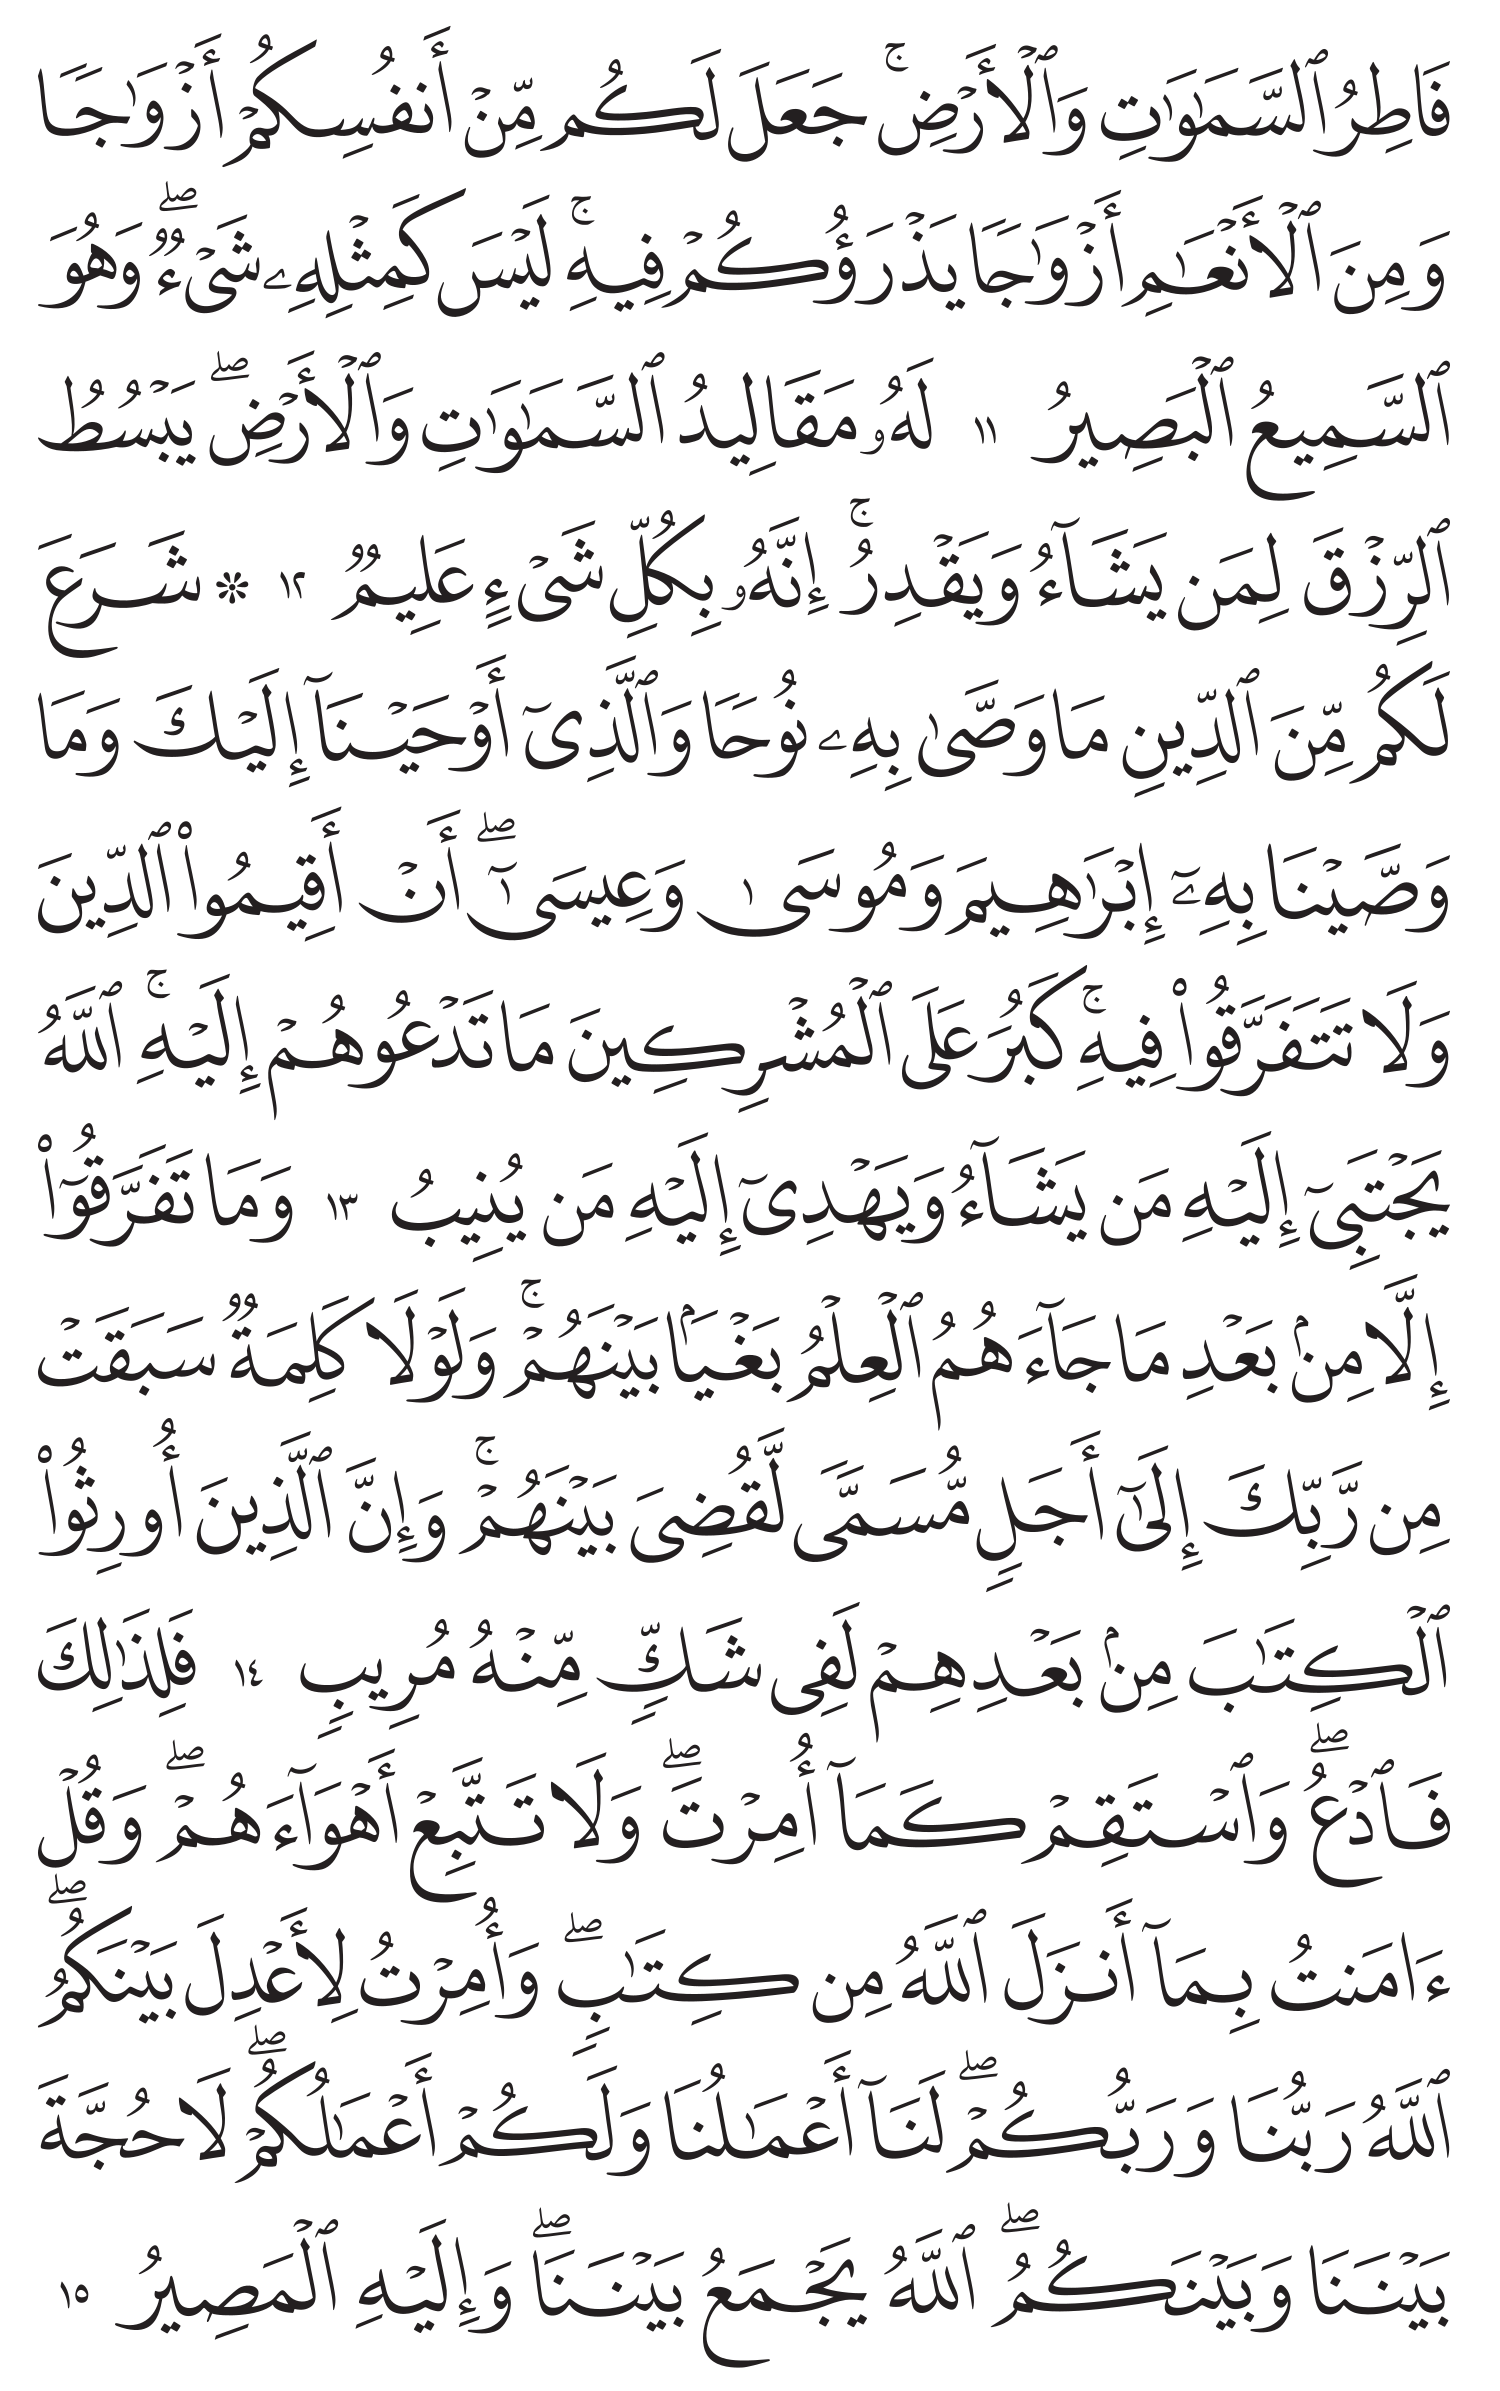 فَاطِرُ ٱلسَّمَٰوَٰتِ وَٱلْأَرْضِ ۚ جَعَلَ لَكُم مِّنْ أَنفُسِكُمْ أَزْوَٰجًا
وَمِنَ ٱلْأَنْعَٰمِ أَزْوَٰجًا يَذْرَؤُكُمْ فِيهِ ۚ لَيْسَ كَمِثْلِهِۦ شَىْءٌ ۖ وَهُوَ
ٱلسَّمِيعُ ٱلْبَصِيرُ ١١ لَهُۥ مَقَالِيدُ ٱلسَّمَٰوَٰتِ وَٱلْأَرْضِ ۖ يَبْسُطُ
ٱلرِّزْقَ لِمَن يَشَآءُ وَيَقْدِرُ ۚ إِنَّهُۥ بِكُلِّ شَىْءٍ عَلِيمٌ ١٢ ❊ شَرَعَ
لَكُم مِّنَ ٱلدِّينِ مَا وَصَّىٰ بِهِۦ نُوحًا وَٱلَّذِىٓ أَوْحَيْنَآ إِلَيْكَ وَمَا
وَصَّيْنَا بِهِۦٓ إِبْرَٰهِيمَ وَمُوسَىٰ وَعِيسَىٰٓ ۖ أَنْ أَقِيمُوا۟ ٱلدِّينَ
وَلَا تَتَفَرَّقُوا۟ فِيهِ ۚ كَبُرَ عَلَى ٱلْمُشْرِكِينَ مَا تَدْعُوهُمْ إِلَيْهِ ۚ ٱللَّهُ
يَجْتَبِىٓ إِلَيْهِ مَن يَشَآءُ وَيَهْدِىٓ إِلَيْهِ مَن يُنِيبُ ١٣ وَمَا تَفَرَّقُوٓا۟
إِلَّا مِنۢ بَعْدِ مَا جَآءَهُمُ ٱلْعِلْمُ بَغْيًۢا بَيْنَهُمْ ۚ وَلَوْلَا كَلِمَةٌ سَبَقَتْ
مِن رَّبِّكَ إِلَىٰٓ أَجَلٍ مُّسَمًّى لَّقُضِىَ بَيْنَهُمْ ۚ وَإِنَّ ٱلَّذِينَ أُورِثُوا۟
ٱلْكِتَٰبَ مِنۢ بَعْدِهِمْ لَفِى شَكٍّ مِّنْهُ مُرِيبٍ ١٤ فَلِذَٰلِكَ
فَٱدْعُ ۖ وَٱسْتَقِمْ كَمَآ أُمِرْتَ ۖ وَلَا تَتَّبِعْ أَهْوَآءَهُمْ ۖ وَقُلْ
ءَامَنتُ بِمَآ أَنزَلَ ٱللَّهُ مِن كِتَٰبٍ ۖ وَأُمِرْتُ لِأَعْدِلَ بَيْنَكُمُ ۖ
ٱللَّهُ رَبُّنَا وَرَبُّكُمْ ۖ لَنَآ أَعْمَٰلُنَا وَلَكُمْ أَعْمَٰلُكُمْ ۖ لَا حُجَّةَ
بَيْنَنَا وَبَيْنَكُمُ ۖ ٱللَّهُ يَجْمَعُ بَيْنَنَا ۖ وَإِلَيْهِ ٱلْمَصِيرُ ١٥